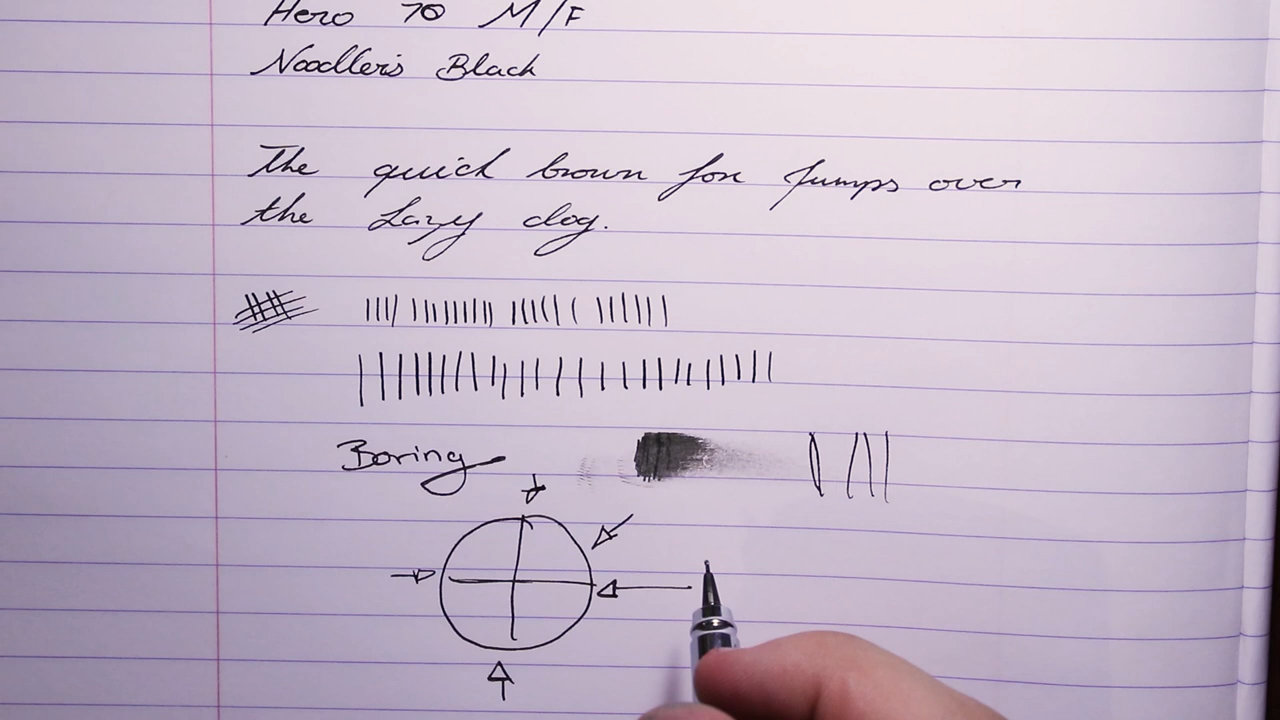 Hero 70 M/F
Noodler's Black
The quick brown fox jumps over
the Lazy dog.
Boring